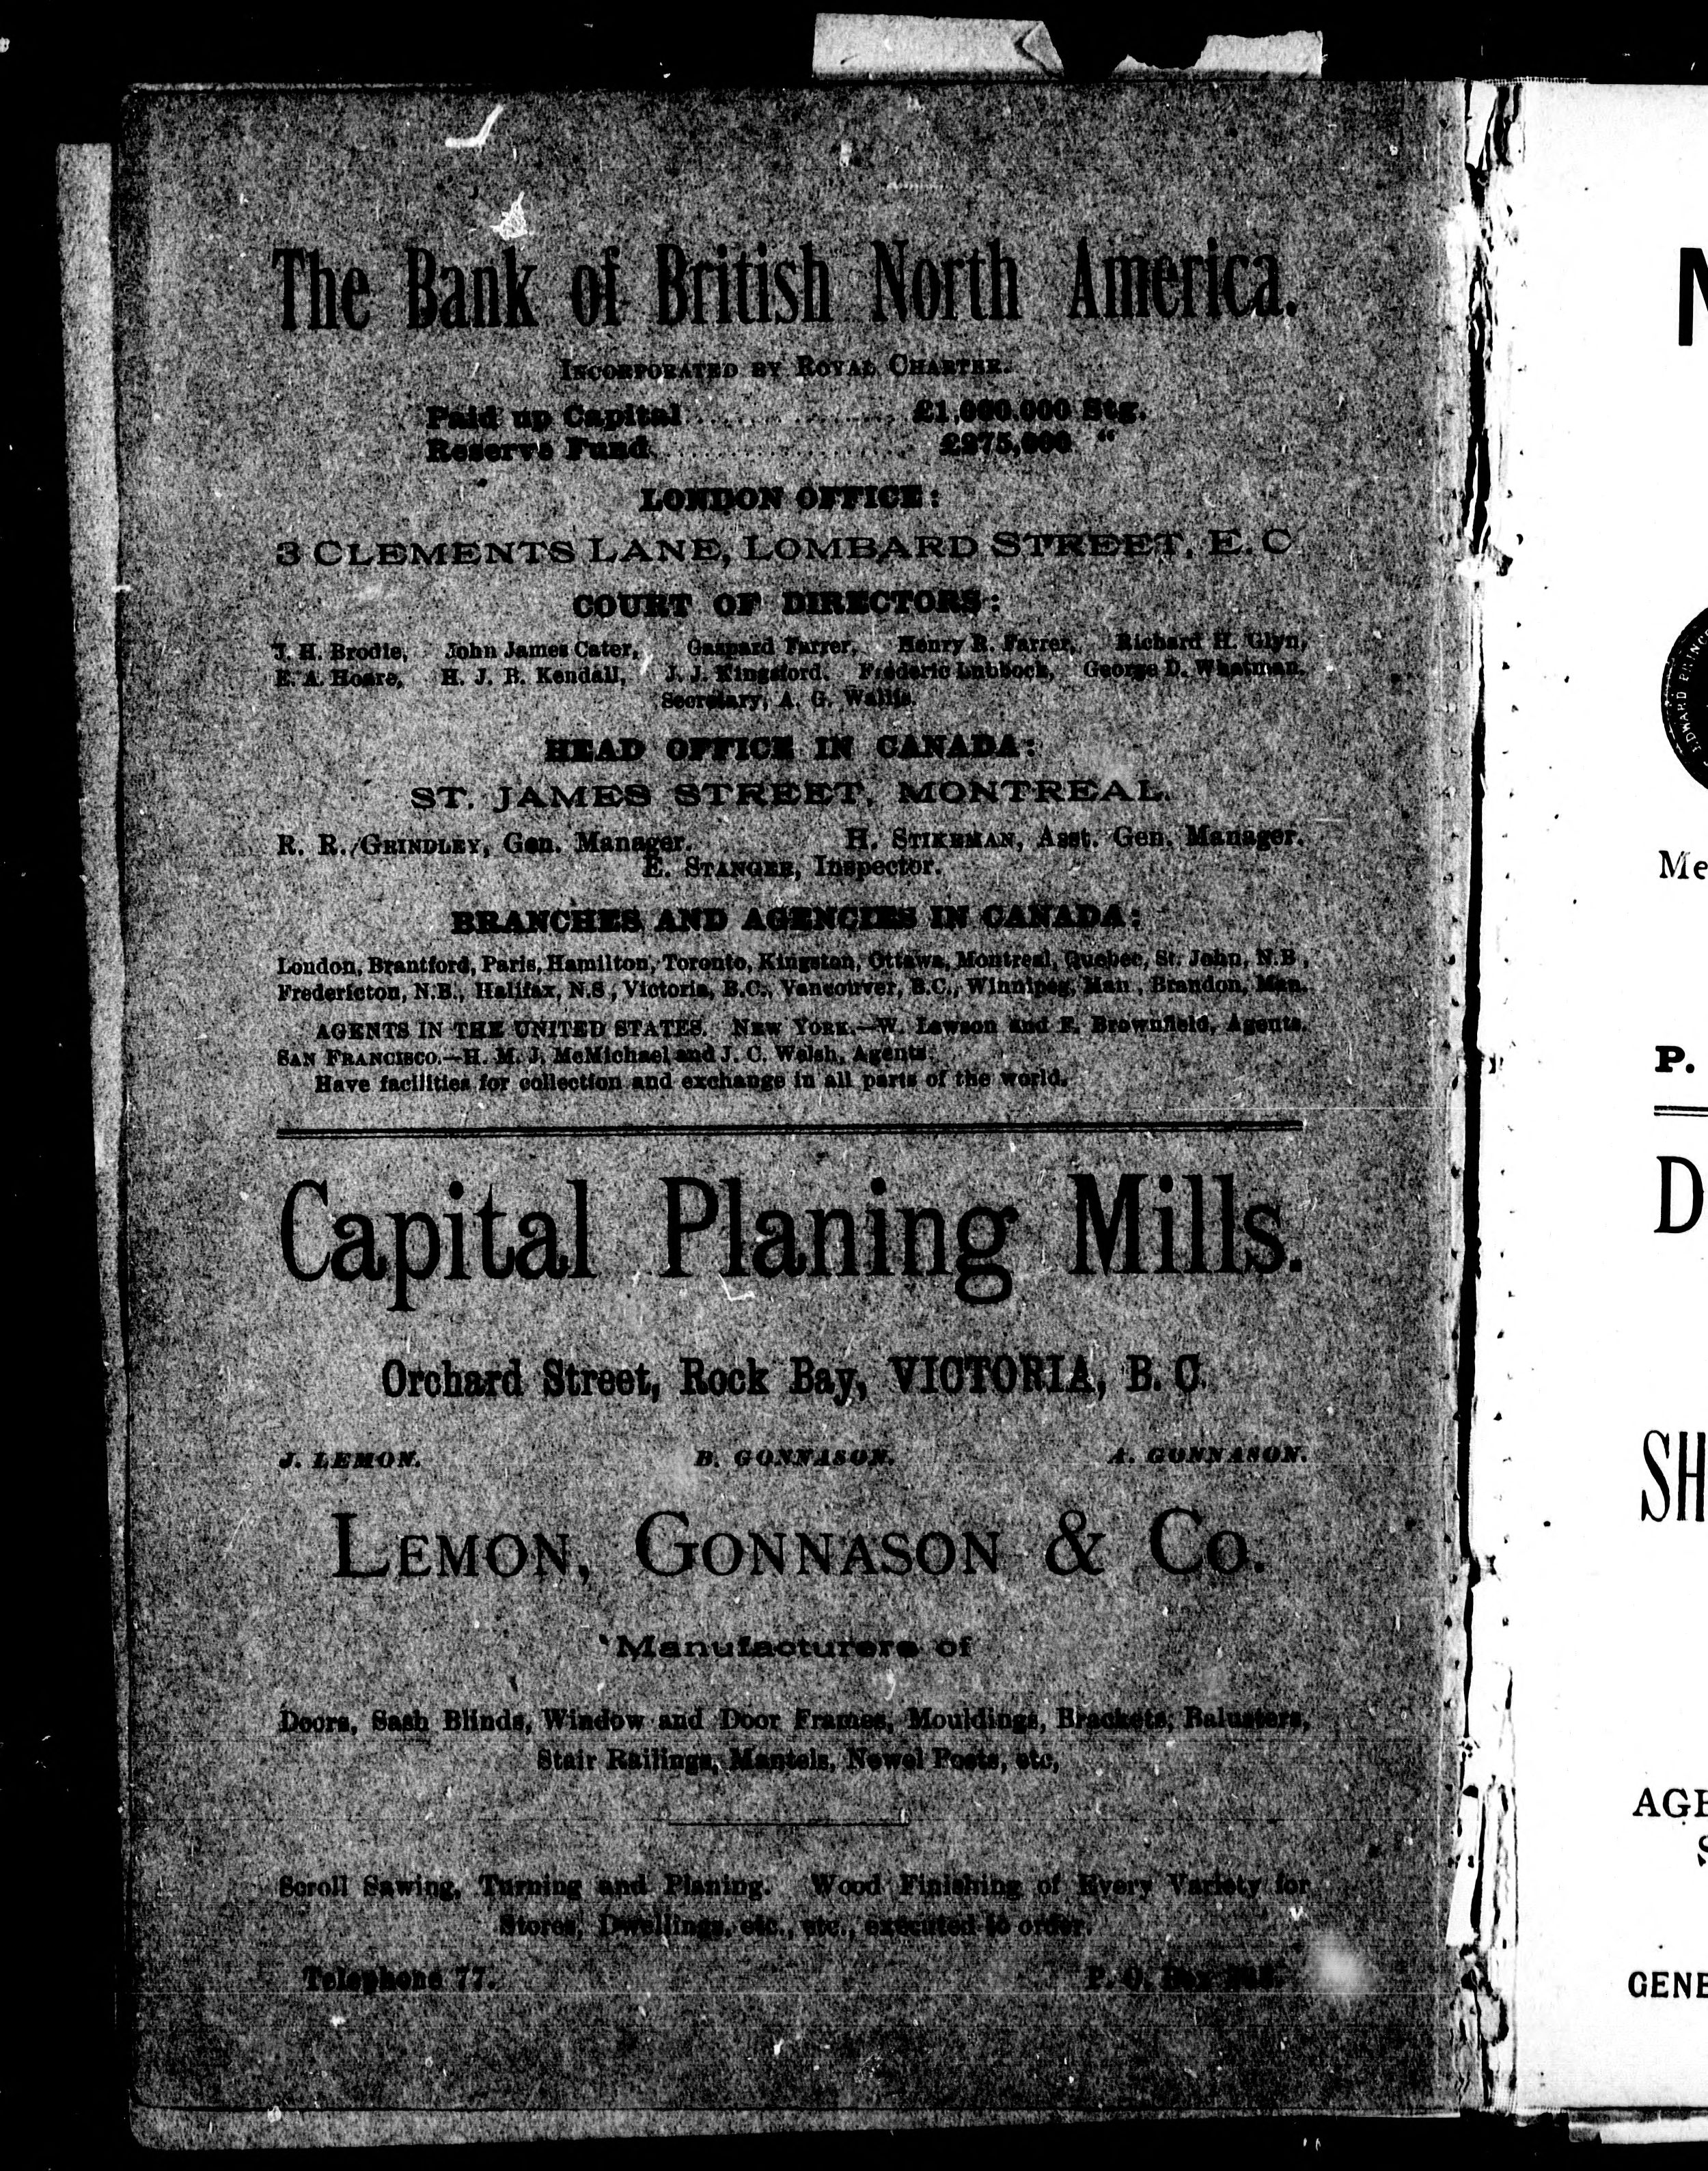 The Bank of British North America.
INCORPORATED BY ROYAL CHARTER.
Paid up Capital.................... £1,000,000 Stg.
Reserve Fund...................... £275,000 "
LONDON OFFICE:
3 CLEMENTS LANE, LOMBARD STREET, E. C
COURT OF DIRECTORS:
J. H. Brodie, John James Cater, Gaspard Farrer, Henry R. Farrer, Richard H. Glyn,
E. A. Hoare, H. J. B. Kendall, J. J. Kingsford, Frederic Lubbock, George D. Whatman.
Secretary, A. G. Wallis.
HEAD OFFICE IN CANADA:
ST. JAMES STREET, MONTREAL.
R. R. GRINDLEY, Gen. Manager. H. STIKEMAN, Asst. Gen. Manager.
E. STANGER, Inspector.
BRANCHES AND AGENCIES IN CANADA:
London, Brantford, Paris, Hamilton, Toronto, Kingston, Ottawa, Montreal, Quebec, St. John, N.B,
Fredericton, N.B., Halifax, N.S, Victoria, B.C., Vancouver, B.C., Winnipeg, Man, Brandon, Man.
AGENTS IN THE UNITED STATES. NEW YORK.—W. Lawson and F. Brownfield, Agents.
SAN FRANCISCO.—H. M. J. McMichael and J. C. Walsh, Agents.
Have facilities for collection and exchange in all parts of the world.
Capital Planing Mills.
Orchard Street, Rock Bay, VICTORIA, B. C.
J. LEMON. B. GONNASON. A. GONNASON.
LEMON, GONNASON & CO.
Manufacturers of
Doors, Sash Blinds, Window and Door Frames, Mouldings, Brackets, Balusters,
Stair Railings, Mantels, Newel Posts, etc,
Scroll Sawing, Turning and Planing. Wood Finishing of Every Variety for
Stores, Dwellings, etc., etc., executed to order.
Telephone 77. P. O. Box
Me
P.
D
SH
AGE
GENE